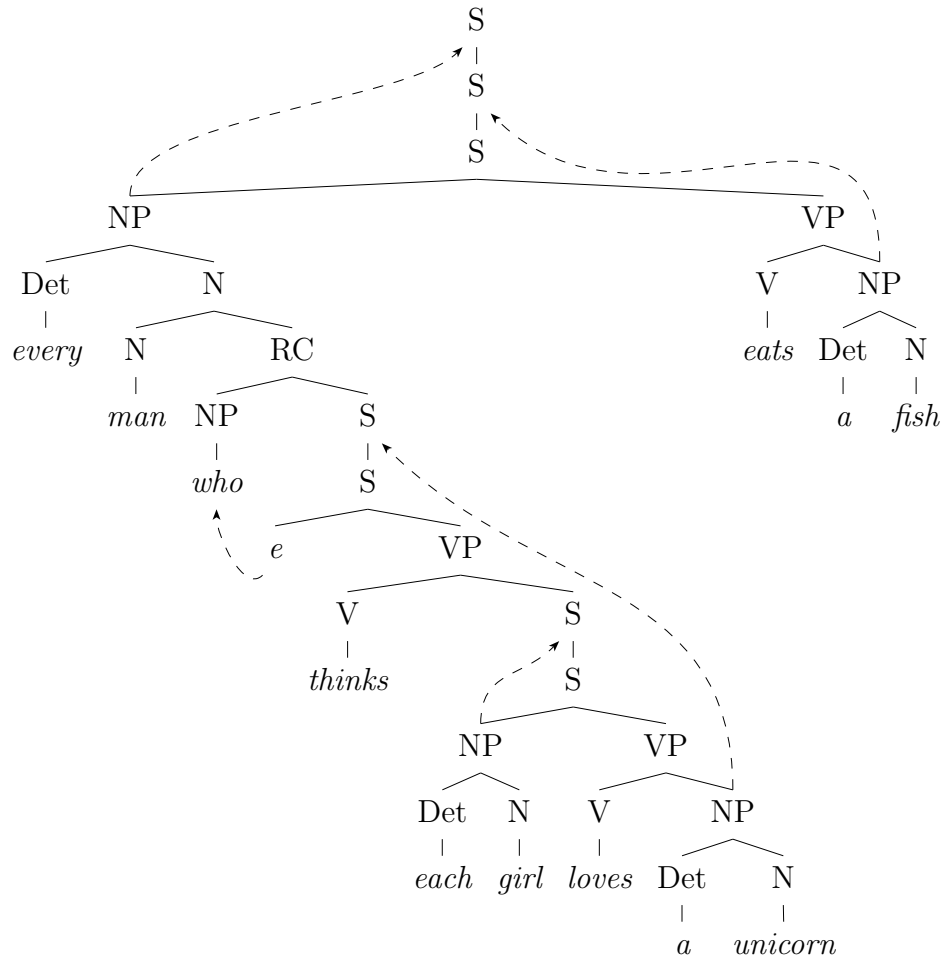 S
S
S
NP VP
Det N V NP
every N RC eats Det N
man NP S a fish
who S
e VP
V S
thinks S
NP VP
Det N V NP
each girl loves Det N
a unicorn